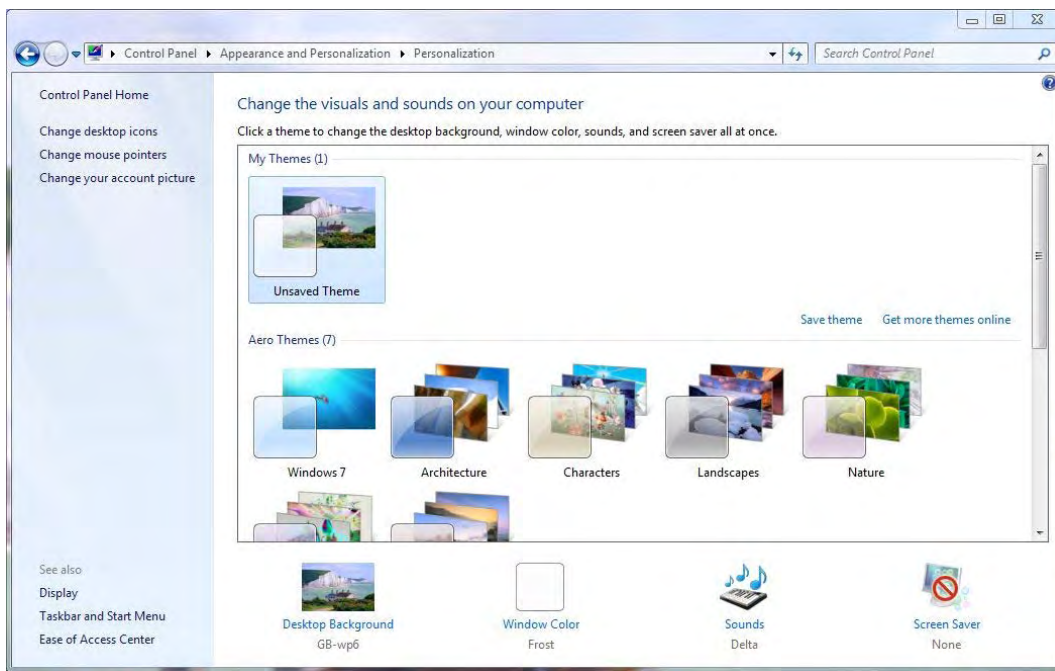 Control Panel ▸ Appearance and Personalization ▸ Personalization
Search Control Panel
Control Panel Home
Change desktop icons
Change mouse pointers
Change your account picture
Change the visuals and sounds on your computer
Click a theme to change the desktop background, window color, sounds, and screen saver all at once.
My Themes (1)
Unsaved Theme
Save theme Get more themes online
Aero Themes (7)
Windows 7 Architecture Characters Landscapes Nature
See also
Display
Taskbar and Start Menu
Ease of Access Center
Desktop Background Window Color Sounds Screen Saver
GB-wp6 Frost Delta None